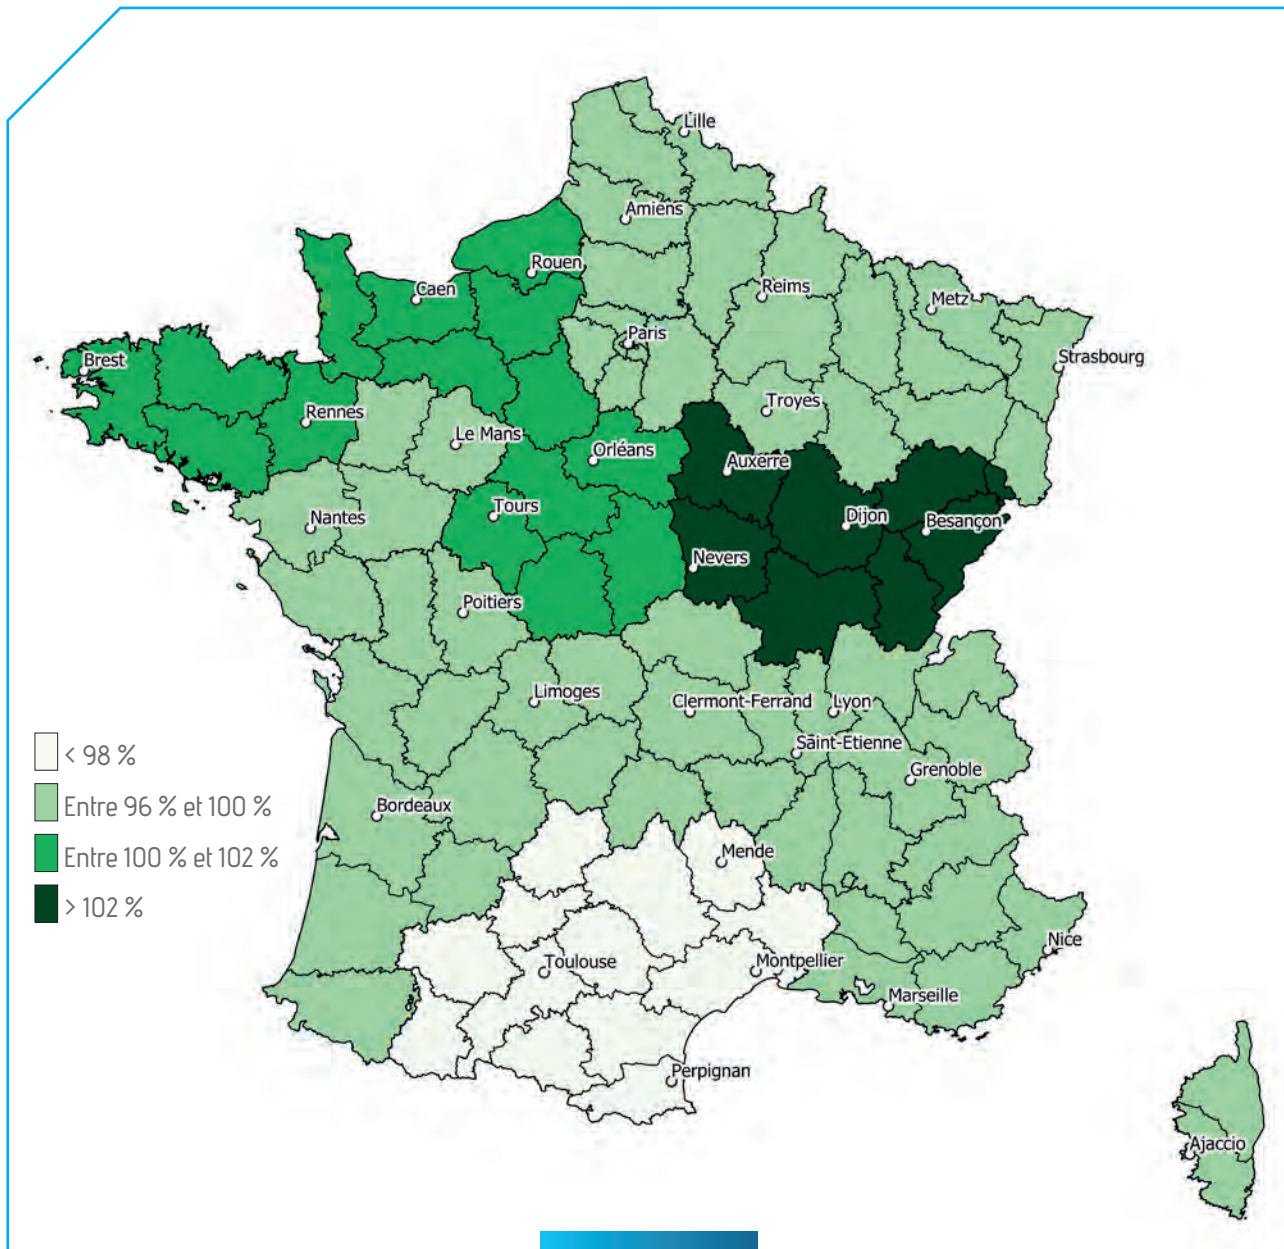 Lille
Amiens
Rouen
Caen
Reims
Metz
Paris
Strasbourg
Brest
Rennes
Troyes
Le Mans
Orléans
Auxerre
Tours
Dijon
Besançon
Nantes
Nevers
Poitiers
Limoges
Clermont-Ferrand
Lyon
Saint-Etienne
Grenoble
Bordeaux
Mende
Toulouse
Montpellier
Nice
Marseille
Perpignan
Ajaccio
< 98 %
Entre 96 % et 100 %
Entre 100 % et 102 %
> 102 %